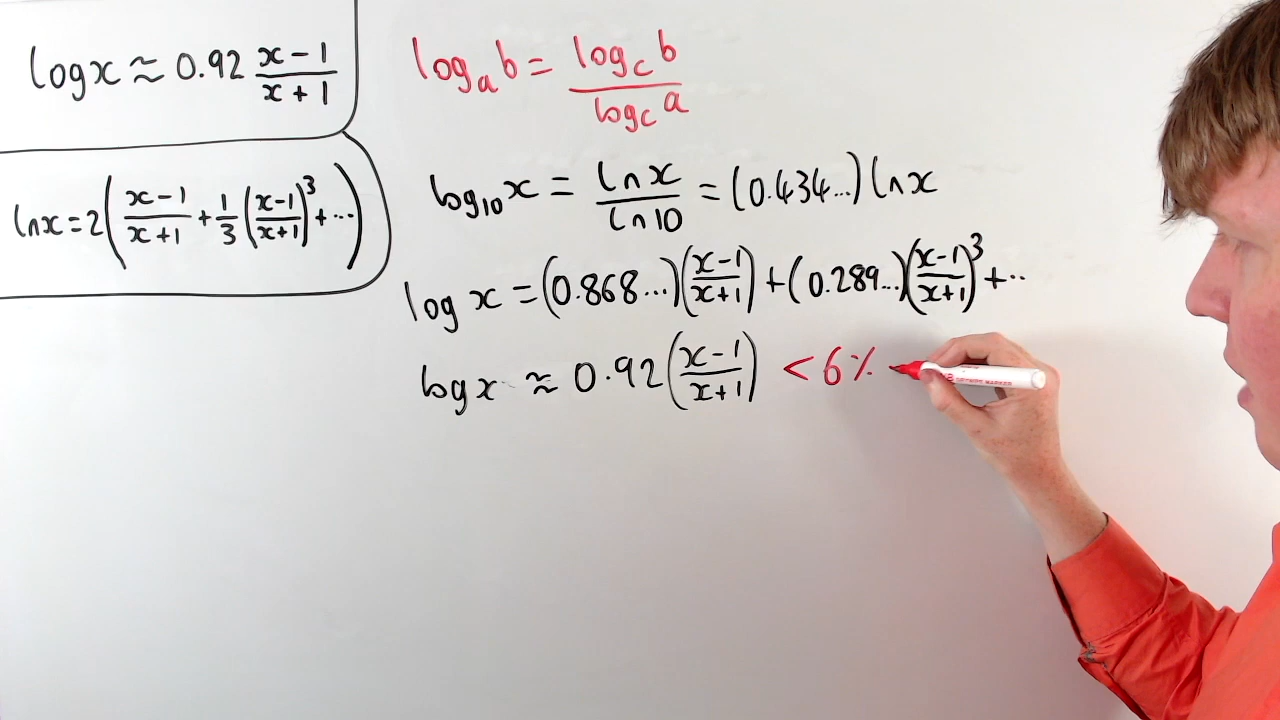 log x ≈ 0.92 (x-1)/(x+1)
ln x = 2((x-1)/(x+1) + 1/3 ((x-1)/(x+1))³ + ...)
log_a b = log_c b / log_c a
log₁₀ x = ln x / ln 10 = (0.434...) ln x
log x = (0.868...)((x-1)/(x+1)) + (0.289...)((x-1)/(x+1))³ + ...
log x ≈ 0.92 ((x-1)/(x+1)) < 6%